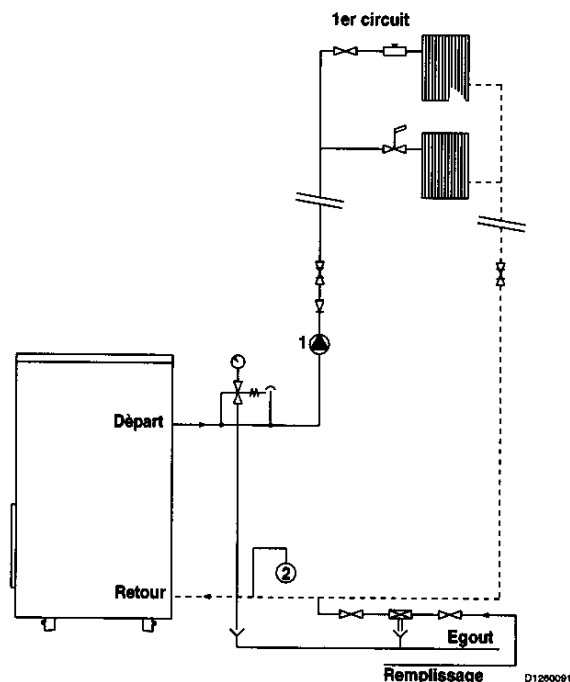 1er circuit
1
Dèpart
2
Retour
Egout
Remplissage
D1260091